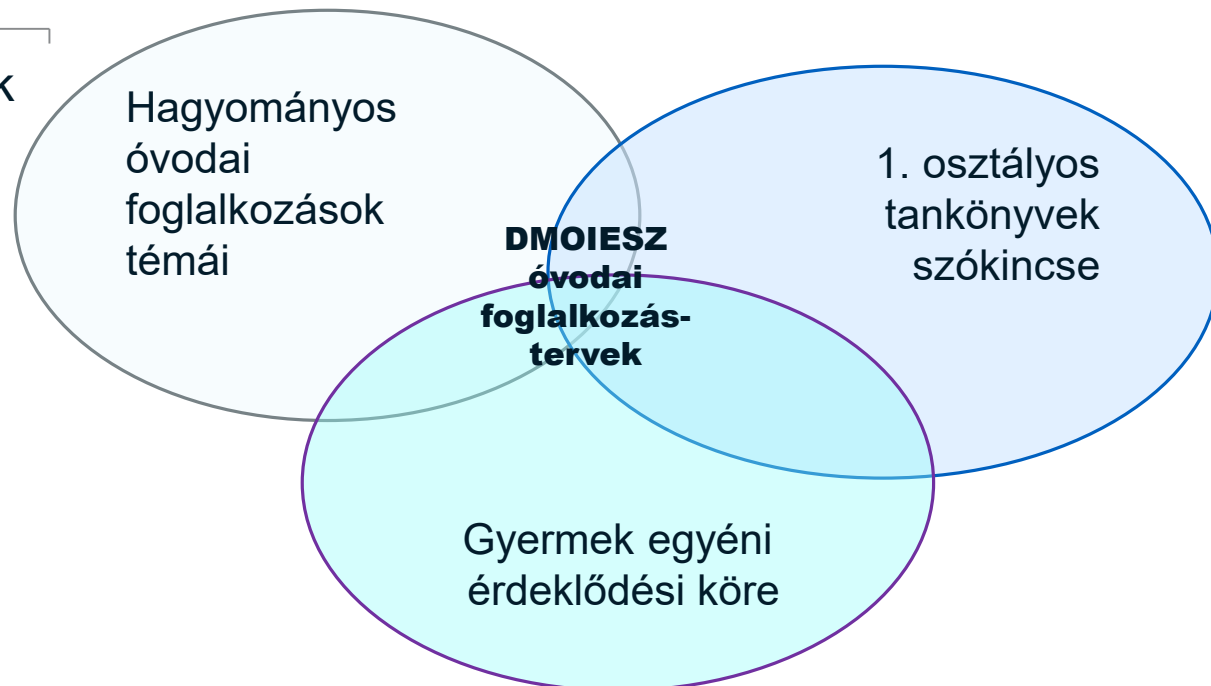 k
Hagyományos
óvodai
foglalkozások
témái
1. osztályos
tankönyvek
szókincse
DMOIESZ
óvodai
foglalkozás-
tervek
Gyermek egyéni
érdeklődési köre